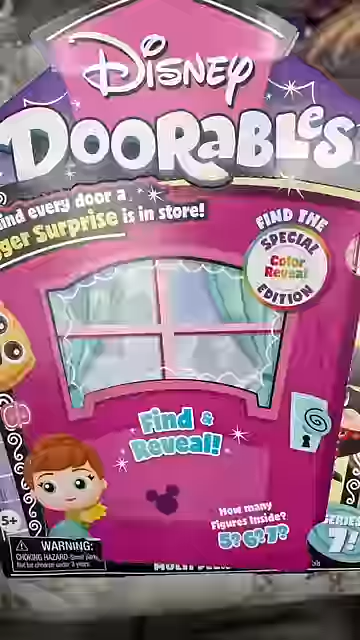 Disney
DOORABLES
ind every door a
gger Surprise is in store!
FIND THE
SPECIAL
Color
Reveal
EDITION
Find &
Reveal!
How many
Figures Inside?
5? 6? 7?
5+
SERIES
7!
WARNING:
CHOKING HAZARD-Small parts.
Not for children under 3 years.